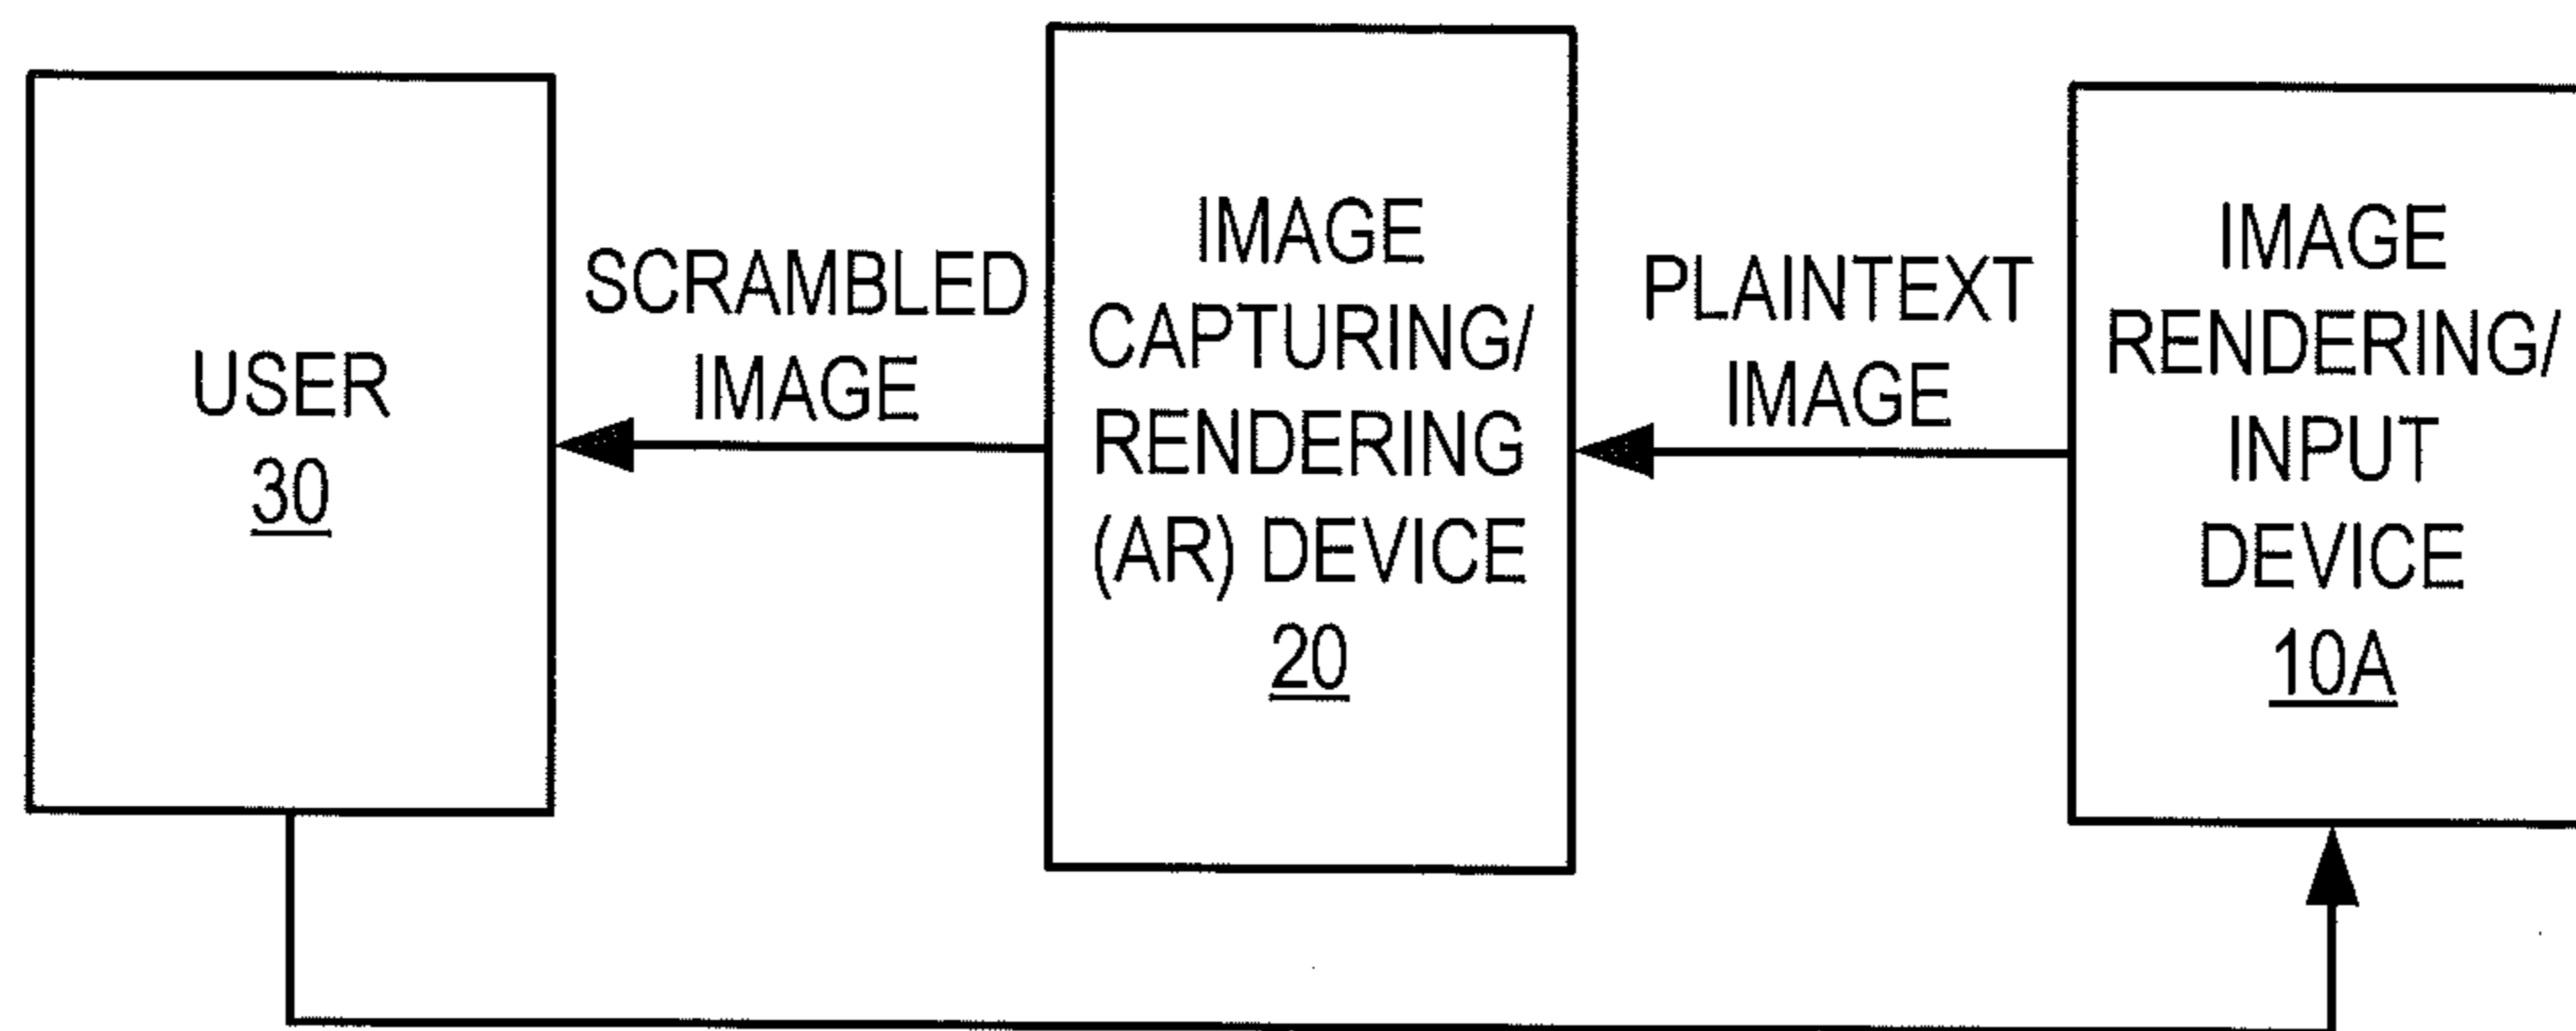 USER
30
SCRAMBLED
IMAGE
IMAGE
CAPTURING/
RENDERING
(AR) DEVICE
20
PLAINTEXT
IMAGE
IMAGE
RENDERING/
INPUT
DEVICE
10A